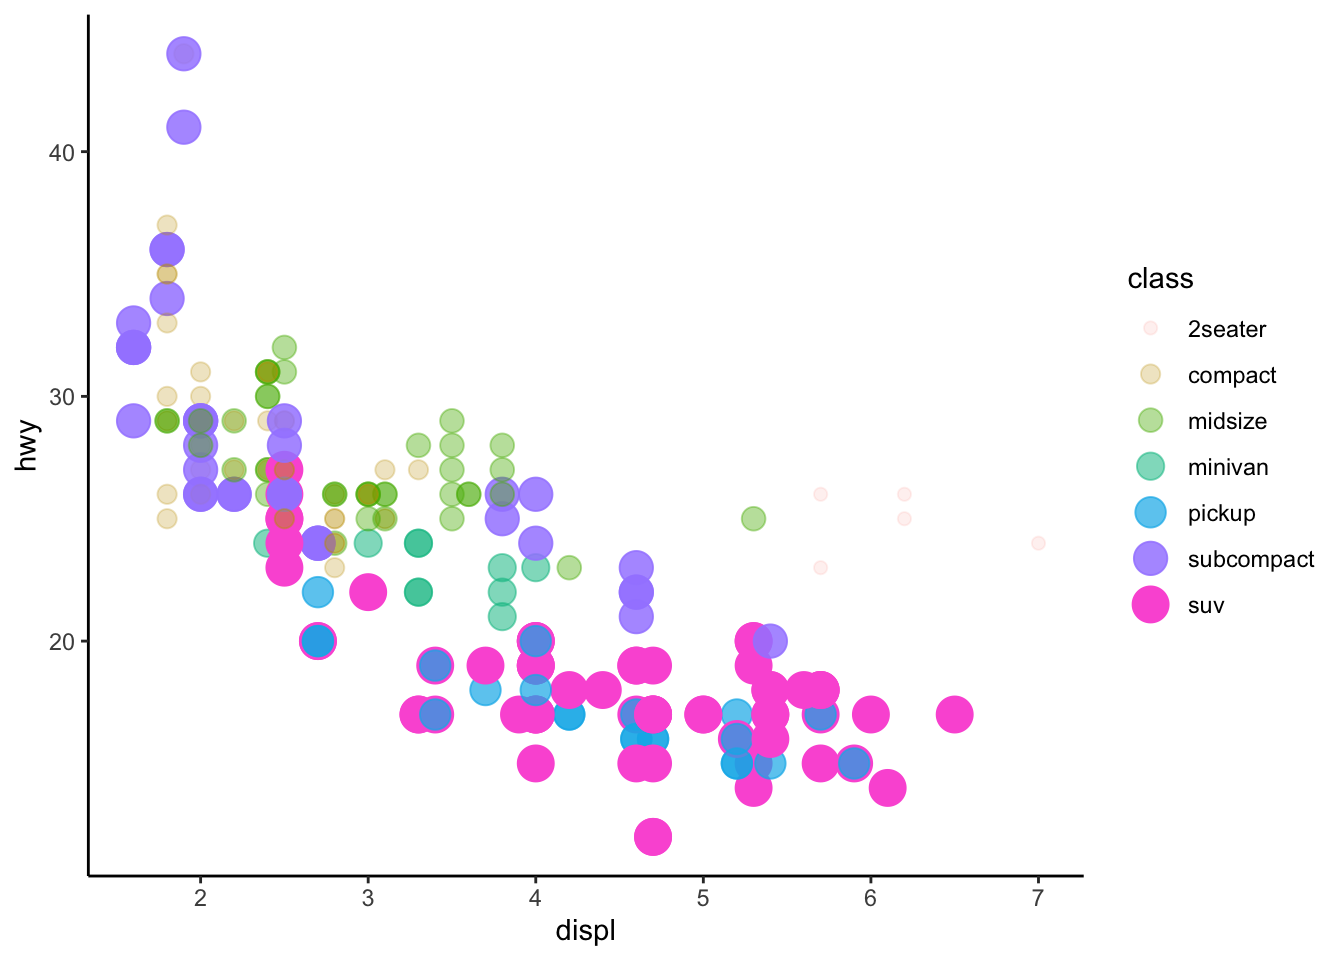 40
30
20
hwy
2 3 4 5 6 7
displ
class
2seater
compact
midsize
minivan
pickup
subcompact
suv